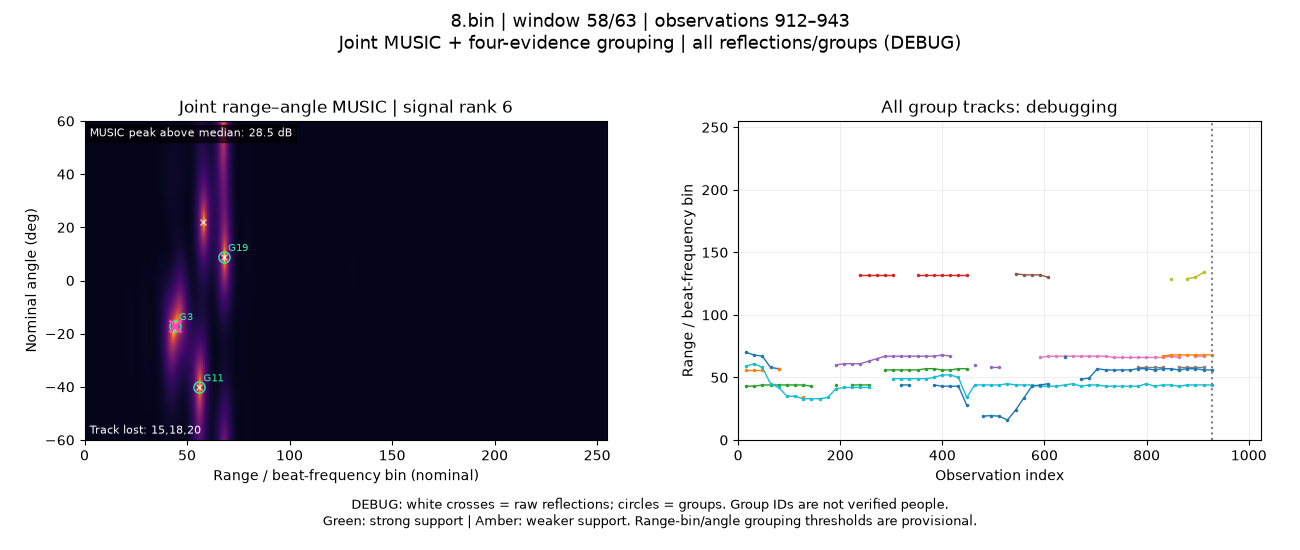 8.bin | window 58/63 | observations 912–943
Joint MUSIC + four-evidence grouping | all reflections/groups (DEBUG)
Joint range–angle MUSIC | signal rank 6
MUSIC peak above median: 28.5 dB
Nominal angle (deg)
60
40
20
0
−20
−40
−60
G19
G3
G11
Track lost: 15,18,20
0
50
100
150
200
250
Range / beat-frequency bin (nominal)
All group tracks: debugging
Range / beat-frequency bin
250
200
150
100
50
0
0
200
400
600
800
1000
Observation index
DEBUG: white crosses = raw reflections; circles = groups. Group IDs are not verified people.
Green: strong support | Amber: weaker support. Range-bin/angle grouping thresholds are provisional.